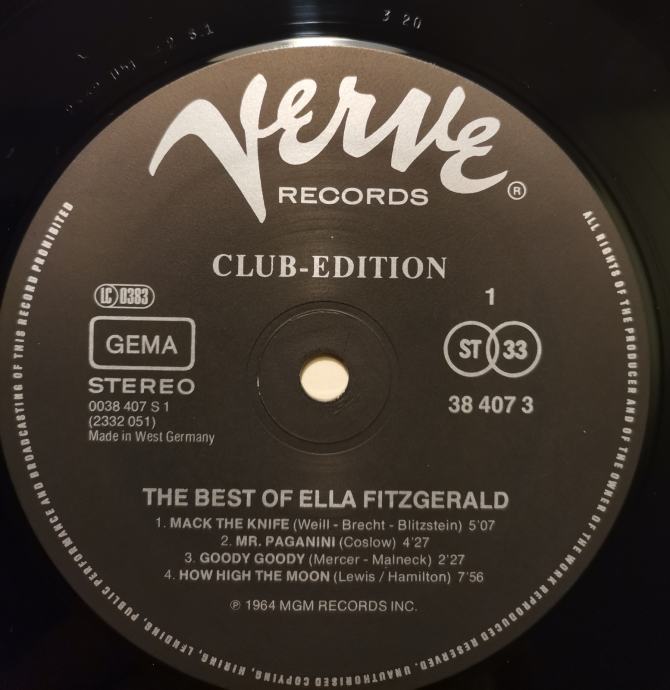 3 20
VERVE
RECORDS ®
CLUB-EDITION
LC 0383
1
GEMA
ST 33
STEREO
38 407 3
0038 407 S 1
(2332 051)
Made in West Germany
THE BEST OF ELLA FITZGERALD
1. MACK THE KNIFE (Weill - Brecht - Blitzstein) 5'07
2. MR. PAGANINI (Coslow) 4'27
3. GOODY GOODY (Mercer - Malneck) 2'27
4. HOW HIGH THE MOON (Lewis / Hamilton) 7'56
℗ 1964 MGM RECORDS INC.
ALL RIGHTS OF THE PRODUCER AND OF THE OWNER OF THE WORK REPRODUCED RESERVED. UNAUTHORISED COPYING, HIRING, LENDING, PUBLIC PERFORMANCE AND BROADCASTING OF THIS RECORD PROHIBITED